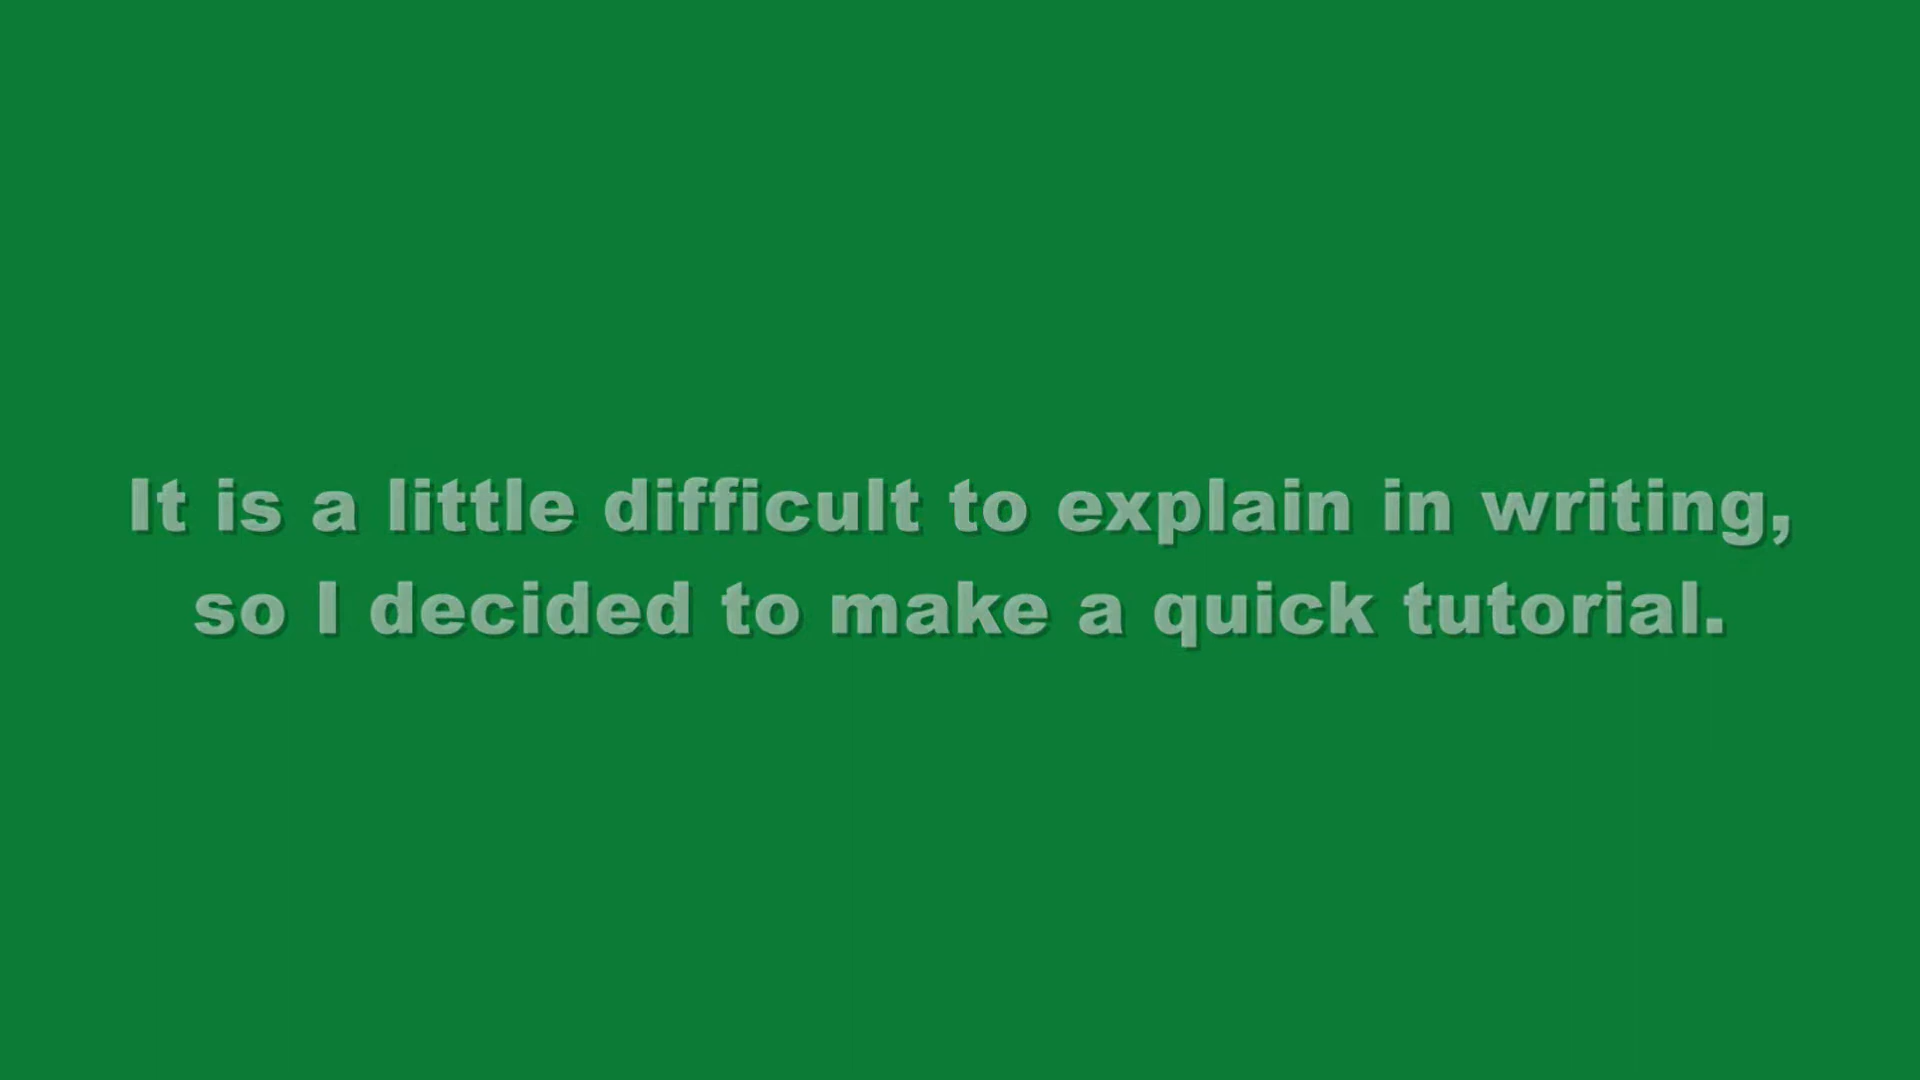 It is a little difficult to explain in writing,
so I decided to make a quick tutorial.